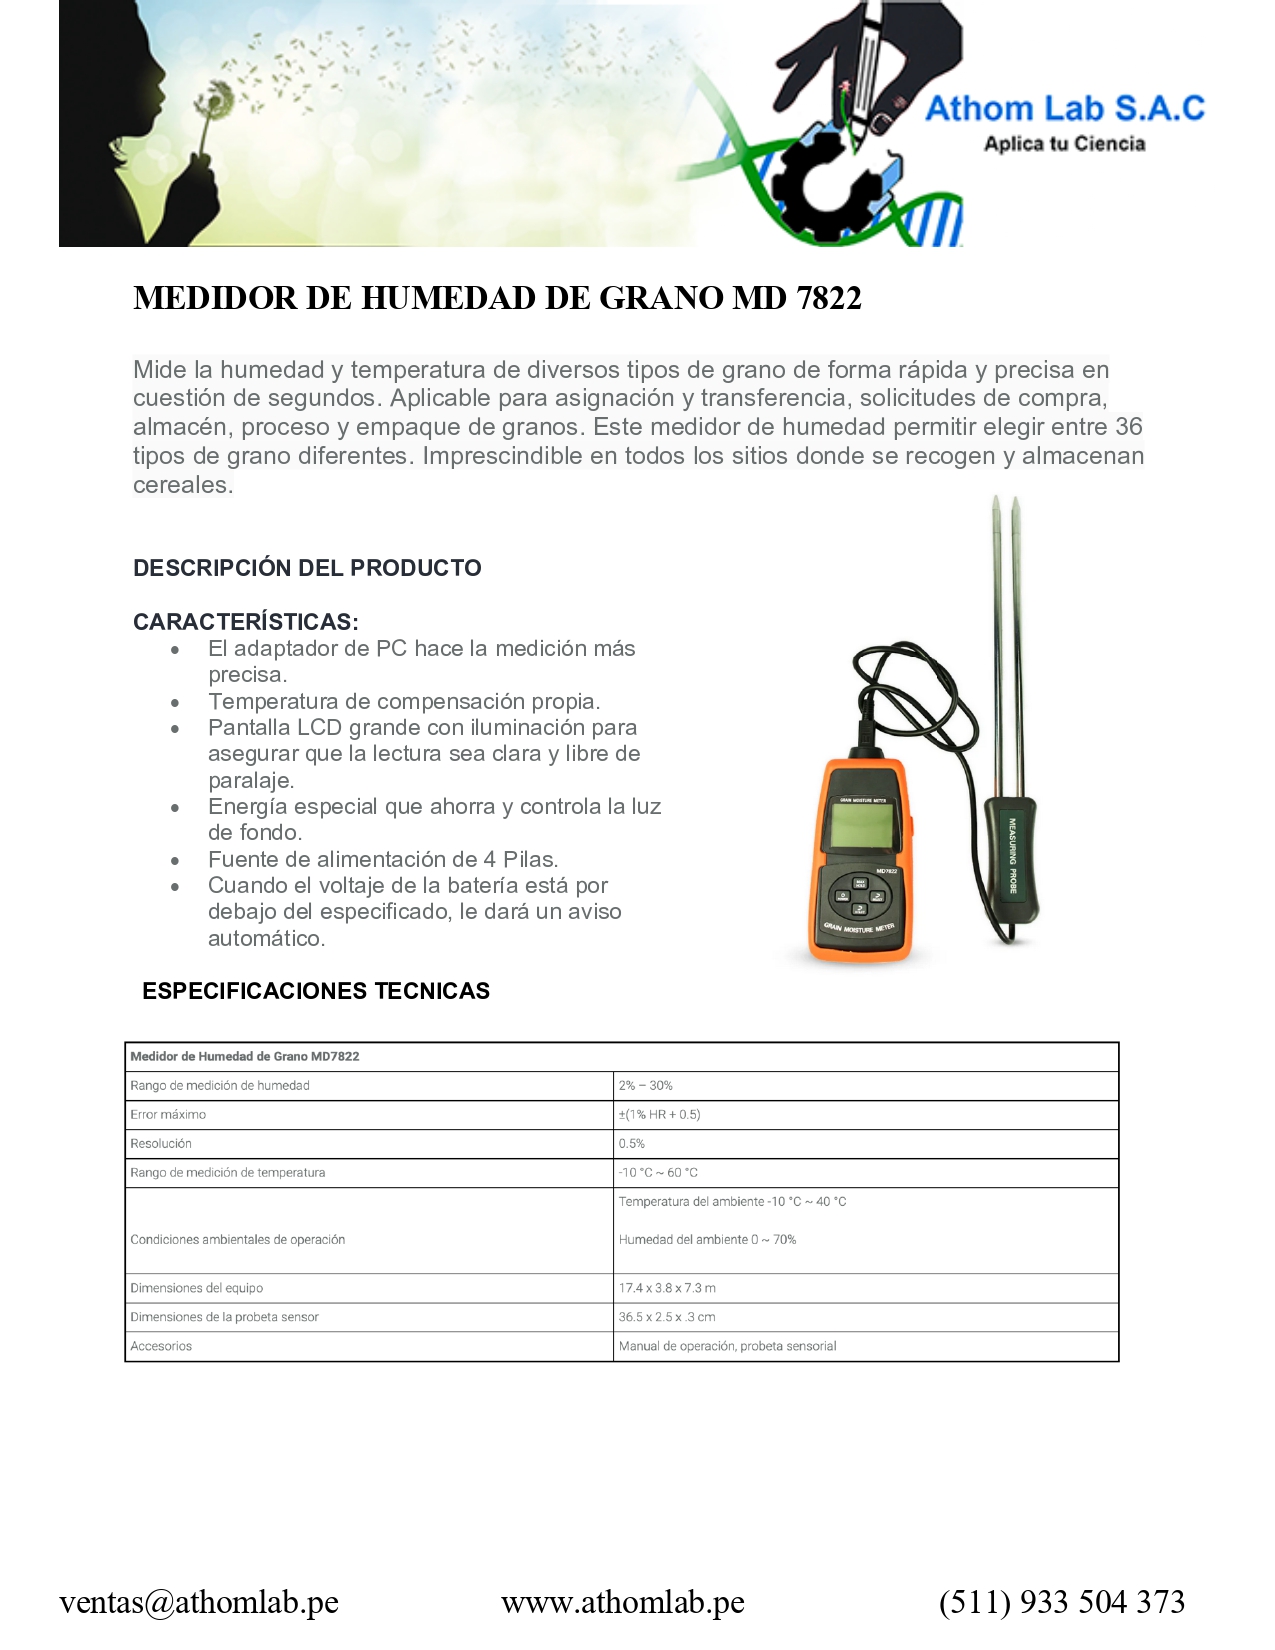 Athom Lab S.A.C
Aplica tu Ciencia
MEDIDOR DE HUMEDAD DE GRANO MD 7822
Mide la humedad y temperatura de diversos tipos de grano de forma rápida y precisa en
cuestión de segundos. Aplicable para asignación y transferencia, solicitudes de compra,
almacén, proceso y empaque de granos. Este medidor de humedad permitir elegir entre 36
tipos de grano diferentes. Imprescindible en todos los sitios donde se recogen y almacenan
cereales.
DESCRIPCIÓN DEL PRODUCTO
CARACTERÍSTICAS:
• El adaptador de PC hace la medición más
precisa.
• Temperatura de compensación propia.
• Pantalla LCD grande con iluminación para
asegurar que la lectura sea clara y libre de
paralaje.
• Energía especial que ahorra y controla la luz
de fondo.
• Fuente de alimentación de 4 Pilas.
• Cuando el voltaje de la batería está por
debajo del especificado, le dará un aviso
automático.
GRAIN MOISTURE METER
MD7822
GRAIN MOISTURE METER
MEASURING PROBE
ESPECIFICACIONES TECNICAS
Medidor de Humedad de Grano MD7822
Rango de medición de humedad 2% – 30%
Error máximo ±(1% HR + 0.5)
Resolución 0.5%
Rango de medición de temperatura -10 °C ~ 60 °C
Temperatura del ambiente -10 °C ~ 40 °C
Condiciones ambientales de operación Humedad del ambiente 0 ~ 70%
Dimensiones del equipo 17.4 x 3.8 x 7.3 m
Dimensiones de la probeta sensor 36.5 x 2.5 x .3 cm
Accesorios Manual de operación, probeta sensorial
ventas@athomlab.pe www.athomlab.pe (511) 933 504 373